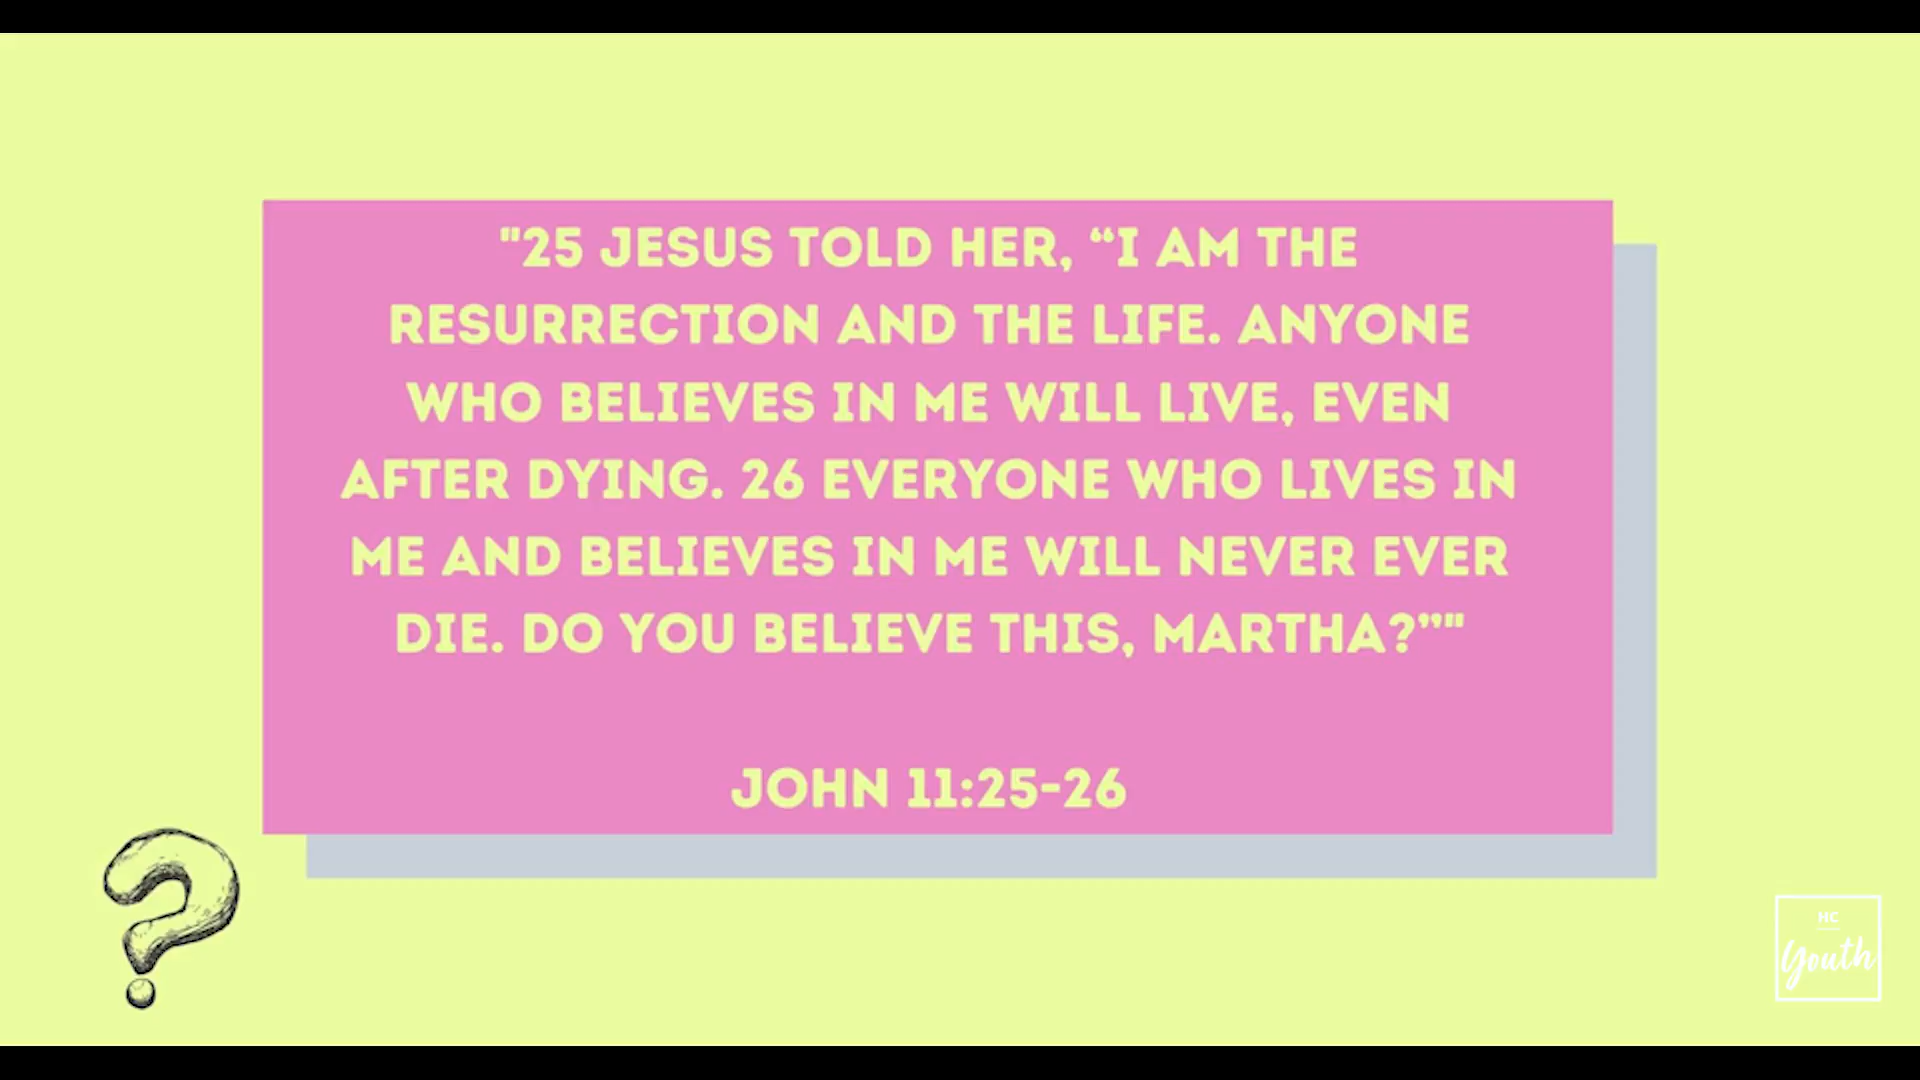 "25 JESUS TOLD HER, “I AM THE
RESURRECTION AND THE LIFE. ANYONE
WHO BELIEVES IN ME WILL LIVE, EVEN
AFTER DYING. 26 EVERYONE WHO LIVES IN
ME AND BELIEVES IN ME WILL NEVER EVER
DIE. DO YOU BELIEVE THIS, MARTHA?”"
JOHN 11:25-26
?
HC
Youth